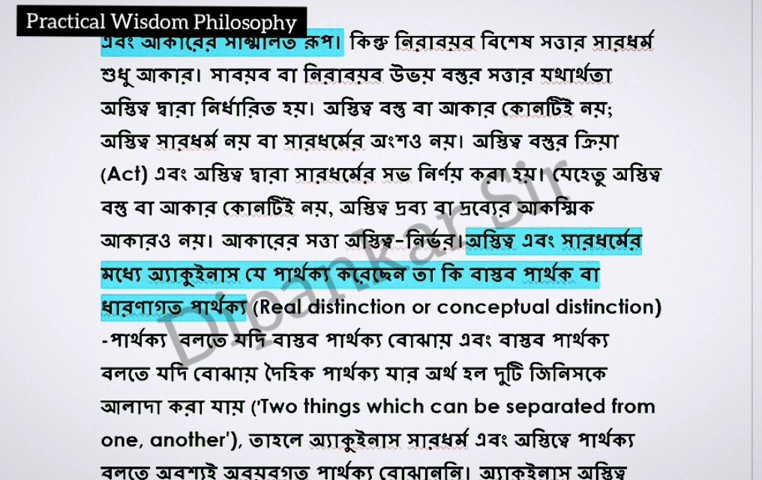 Practical Wisdom Philosophy
এবং আকারের সম্মিলিত রূপ। কিন্তু নিরাবয়ব বিশেষ সত্তার সারধর্ম
শুধু আকার। সাবয়ব বা নিরাবয়ব উভয় বস্তুর সত্তার যথার্থতা
অস্তিত্ব দ্বারা নির্ধারিত হয়। অস্তিত্ব বস্তু বা আকার কোনটিই নয়;
অস্তিত্ব সারধর্ম নয় বা সারধর্মের অংশও নয়। অস্তিত্ব বস্তুর ক্রিয়া
(Act) এবং অস্তিত্ব দ্বারা সারধর্মের সত্ত নির্ণয় করা হয়। যেহেতু অস্তিত্ব
বস্তু বা আকার কোনটিই নয়, অস্তিত্ব দ্রব্য বা দ্রব্যের আকস্মিক
আকারও নয়। আকারের সত্তা অস্তিত্ব-নির্ভর। অস্তিত্ব এবং সারধর্মের
মধ্যে অ্যাকুইনাস যে পার্থক্য করেছেন তা কি বাস্তব পার্থক বা
ধারণাগত পার্থক্য (Real distinction or conceptual distinction)
-পার্থক্য বলতে যদি বাস্তব পার্থক্য বোঝায় এবং বাস্তব পার্থক্য
বলতে যদি বোঝায় দৈহিক পার্থক্য যার অর্থ হল দুটি জিনিসকে
আলাদা করা যায় ('Two things which can be separated from
one, another'), তাহলে অ্যাকুইনাস সারধর্ম এবং অস্তিত্বে পার্থক্য
বলতে অবশ্যই অবয়বগত পার্থক্য বোঝাননি। অ্যাকুইনাস অস্তিত্ব
Dipankar Sir